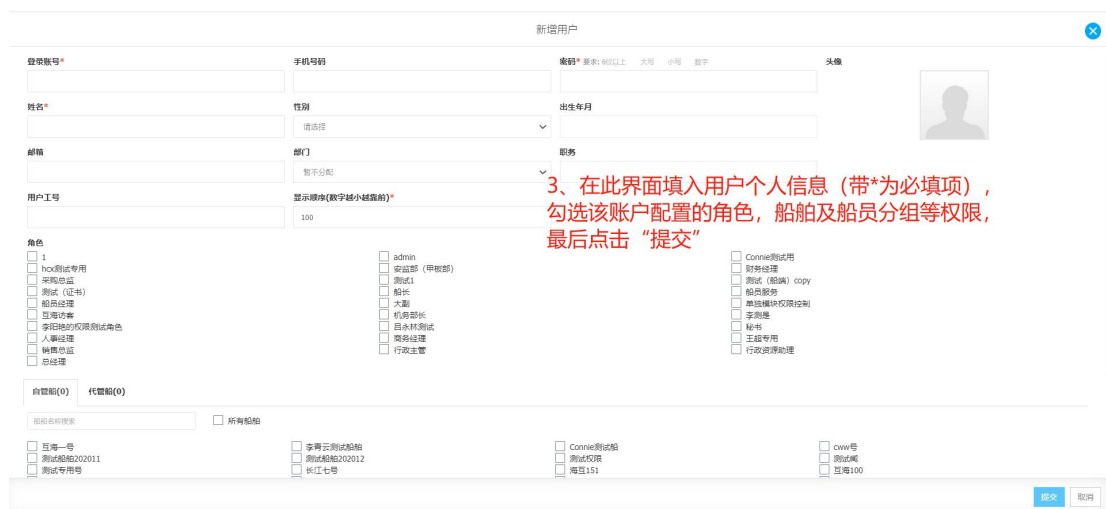 新增用户
登录账号* 手机号码 密码* 要求: 6位以上 大写 小写 数字 头像
姓名* 性别 出生年月
请选择
邮箱 部门 职务
暂不分配
用户工号 显示顺序(数字越小越靠前)*
100
3、在此界面填入用户个人信息（带*为必填项），
勾选该账户配置的角色，船舶及船员分组等权限，
最后点击“提交”
角色
1 admin Connie测试用
hcx测试专用 安监部（甲板部） 财务经理
采购总监 测试1 测试（船端）copy
测试（证书） 船长 船员服务
船员经理 大副 单独模块权限控制
互海访客 机务部长 李测是
李阳艳的权限测试角色 吕永林测试 秘书
人事经理 商务经理 王超专用
销售总监 行政主管 行政资源助理
总经理
自管船(0) 代管船(0)
船舶名称搜索 所有船舶
互海一号 李青云测试船舶 Connie测试船 cww号
测试船舶202011 测试船舶202012 测试权限 测试臧
测试专用号 长江七号 海互151 互海100
提交 取消